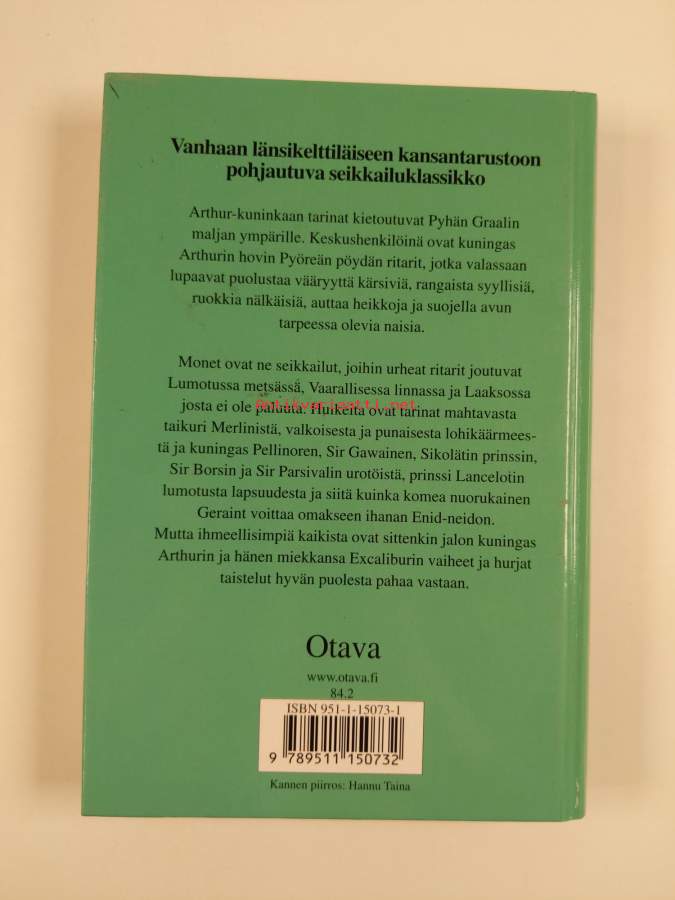 Vanhaan länsikelttiläiseen kansantarustoon
pohjautuva seikkailuklassikko
Arthur-kuninkaan tarinat kietoutuvat Pyhän Graalin
maljan ympärille. Keskushenkilöinä ovat kuningas
Arthurin hovin Pyöreän pöydän ritarit, jotka valassaan
lupaavat puolustaa vääryyttä kärsiviä, rangaista syyllisiä,
ruokkia nälkäisiä, auttaa heikkoja ja suojella avun
tarpeessa olevia naisia.
Monet ovat ne seikkailut, joihin urheat ritarit joutuvat
Lumotussa metsässä, Vaarallisessa linnassa ja Laaksossa
Antikvariaatti.net
josta ei ole paluuta. Huikeita ovat tarinat mahtavasta
taikuri Merlinistä, valkoisesta ja punaisesta lohikäärmees-
tä ja kuningas Pellinoren, Sir Gawainen, Sikolätin prinssin,
Sir Borsin ja Sir Parsivalin urotöistä, prinssi Lancelotin
lumotusta lapsuudesta ja siitä kuinka komea nuorukainen
Geraint voittaa omakseen ihanan Enid-neidon.
Mutta ihmeellisimpiä kaikista ovat sittenkin jalon kuningas
Arthurin ja hänen miekkansa Excaliburin vaiheet ja hurjat
taistelut hyvän puolesta pahaa vastaan.
Otava
www.otava.fi
84.2
ISBN 951-1-15073-1
9 789511 150732
Kannen piirros: Hannu Taina